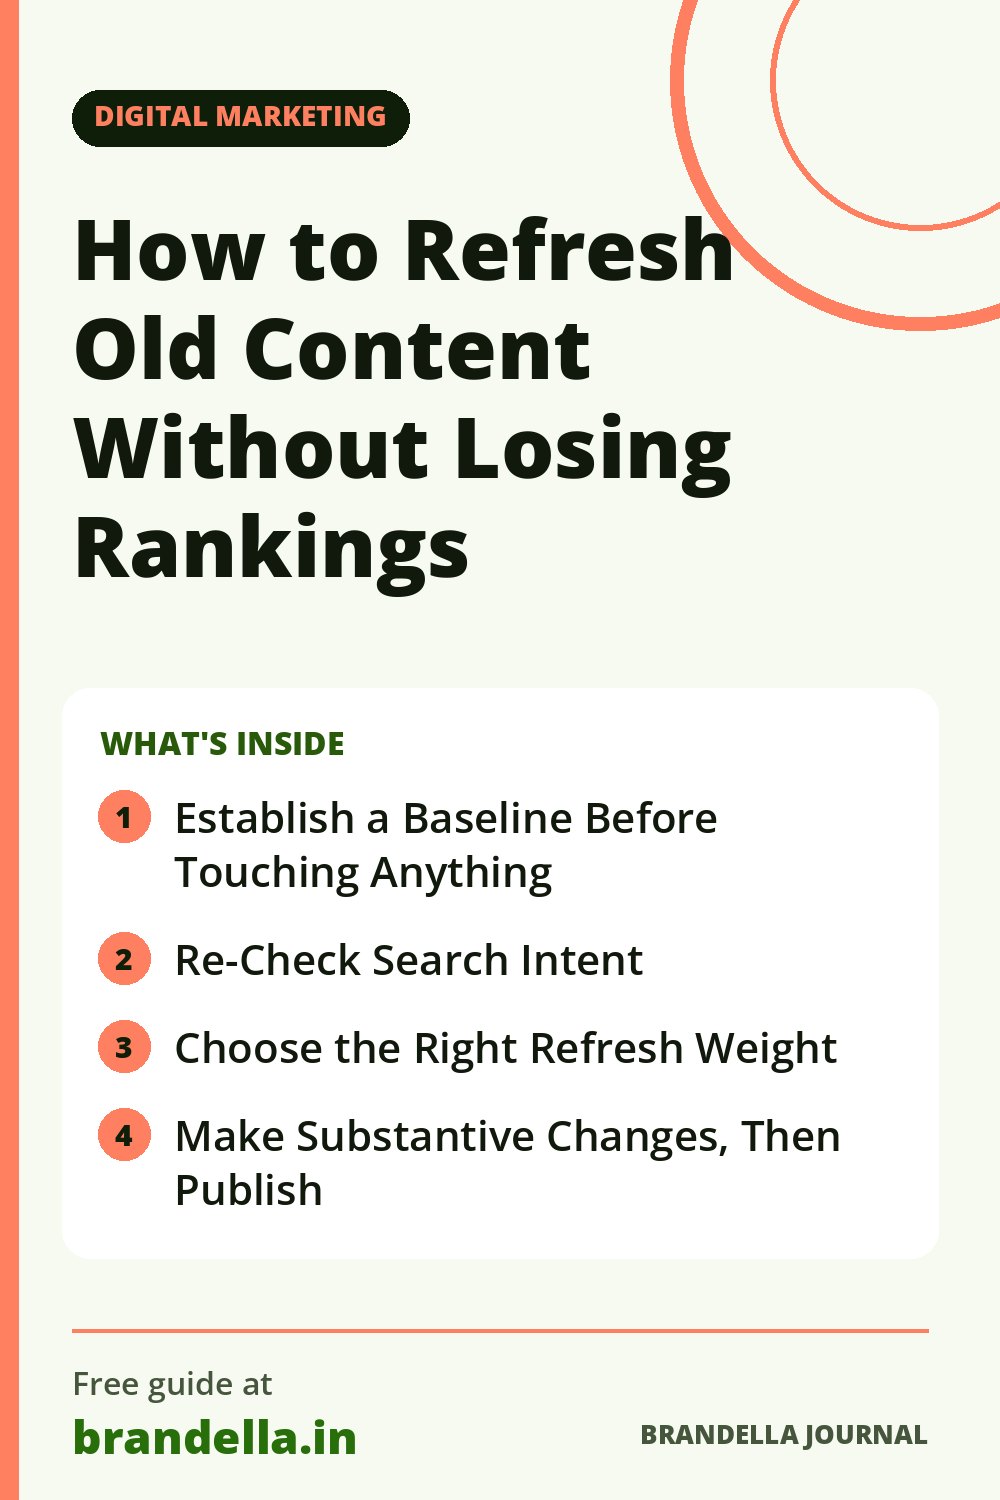 DIGITAL MARKETING
How to Refresh
Old Content
Without Losing
Rankings
WHAT'S INSIDE
1 Establish a Baseline Before
Touching Anything
2 Re-Check Search Intent
3 Choose the Right Refresh Weight
4 Make Substantive Changes, Then
Publish
Free guide at
brandella.in
BRANDELLA JOURNAL